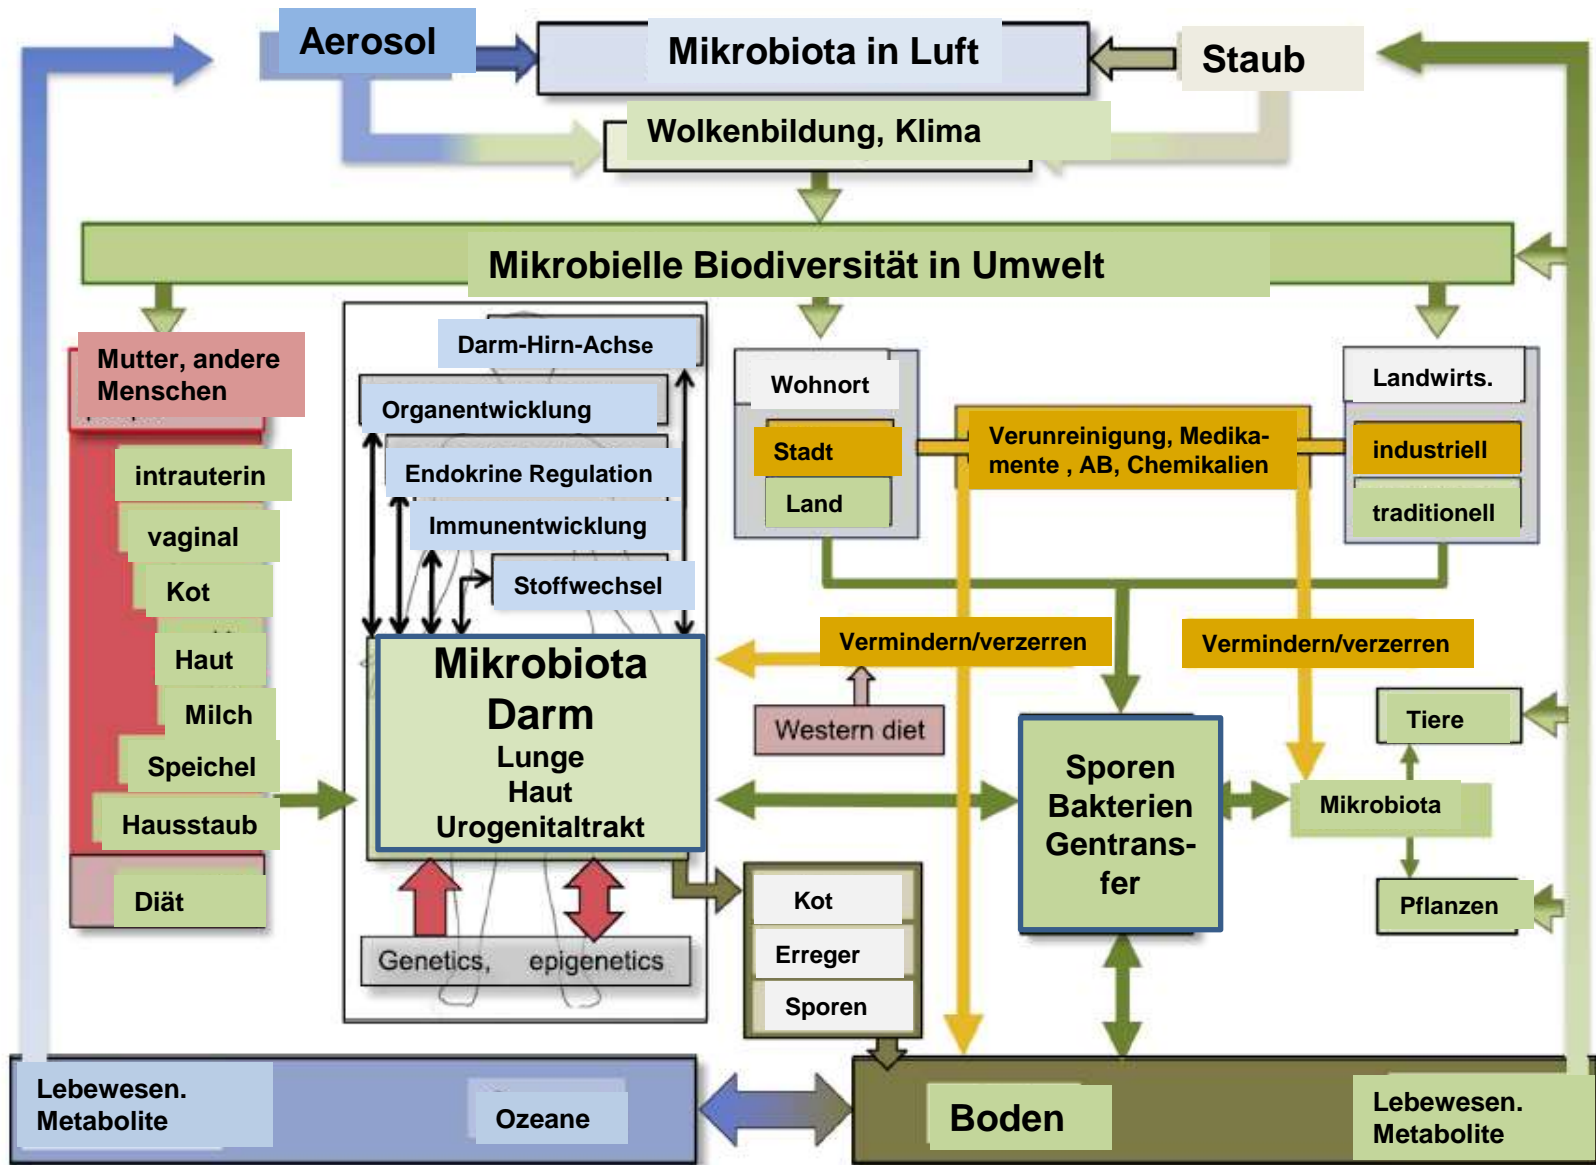 Aerosol
Mikrobiota in Luft
Staub
Wolkenbildung, Klima
Mikrobielle Biodiversität in Umwelt
Mutter, andere
Menschen
intrauterin
vaginal
Kot
Haut
Milch
Speichel
Hausstaub
Diät
Darm-Hirn-Achse
Organentwicklung
Endokrine Regulation
Immunentwicklung
Stoffwechsel
Mikrobiota
Darm
Lunge
Haut
Urogenitaltrakt
Genetics, epigenetics
Wohnort
Stadt
Land
Verunreinigung, Medika-
mente , AB, Chemikalien
Landwirts.
industriell
traditionell
Vermindern/verzerren
Vermindern/verzerren
Western diet
Sporen
Bakterien
Gentrans-
fer
Tiere
Mikrobiota
Pflanzen
Kot
Erreger
Sporen
Lebewesen.
Metabolite
Ozeane
Boden
Lebewesen.
Metabolite